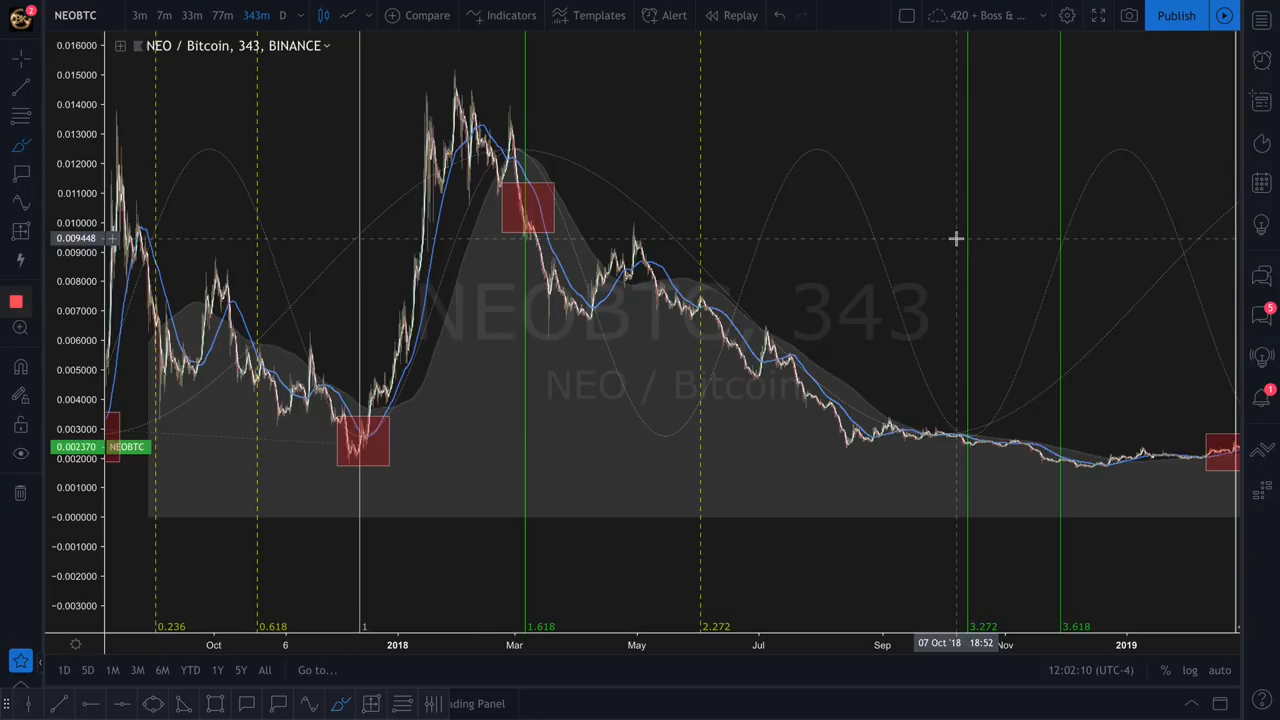 2
NEOBTC 3m 7m 33m 77m 343m D Compare Indicators Templates Alert Replay 420 + Boss & ... Publish
NEO / Bitcoin, 343, BINANCE
0.016000
0.015000
0.014000
0.013000
0.012000
0.011000
0.010000
0.009448
0.009000
0.008000
0.007000
0.006000
0.005000
0.004000
0.003000
0.002370 NEOBTC
0.002000
0.001000
-0.000000
-0.001000
-0.002000
-0.003000
NEOBTC, 343
NEO / Bitcoin
5
1
0.236 0.618 1 1.618 2.272 3.272 3.618
Oct 6 2018 Mar May Jul Sep 07 Oct '18 18:52 Nov 2019
1D 5D 1M 3M 6M YTD 1Y 5Y All Go to... 12:02:10 (UTC-4) % log auto
ading Panel